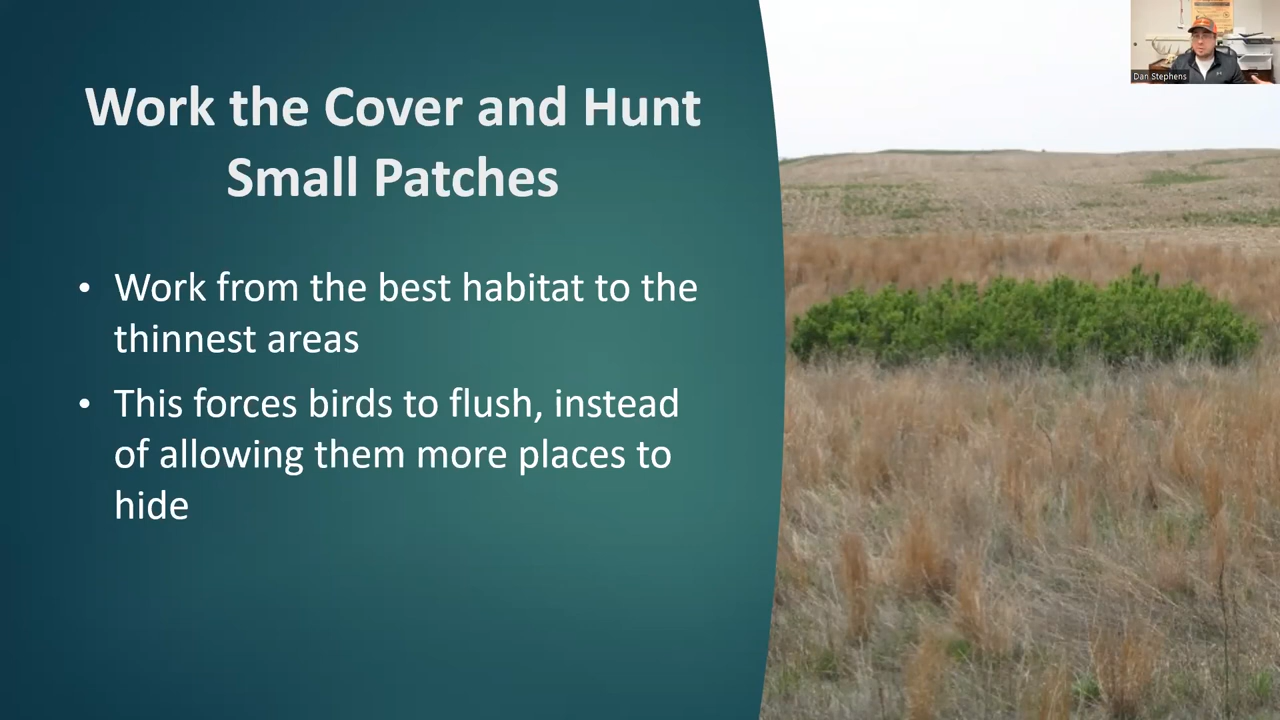 Work the Cover and Hunt
Small Patches
• Work from the best habitat to the
thinnest areas
• This forces birds to flush, instead
of allowing them more places to
hide
Dan Stephens